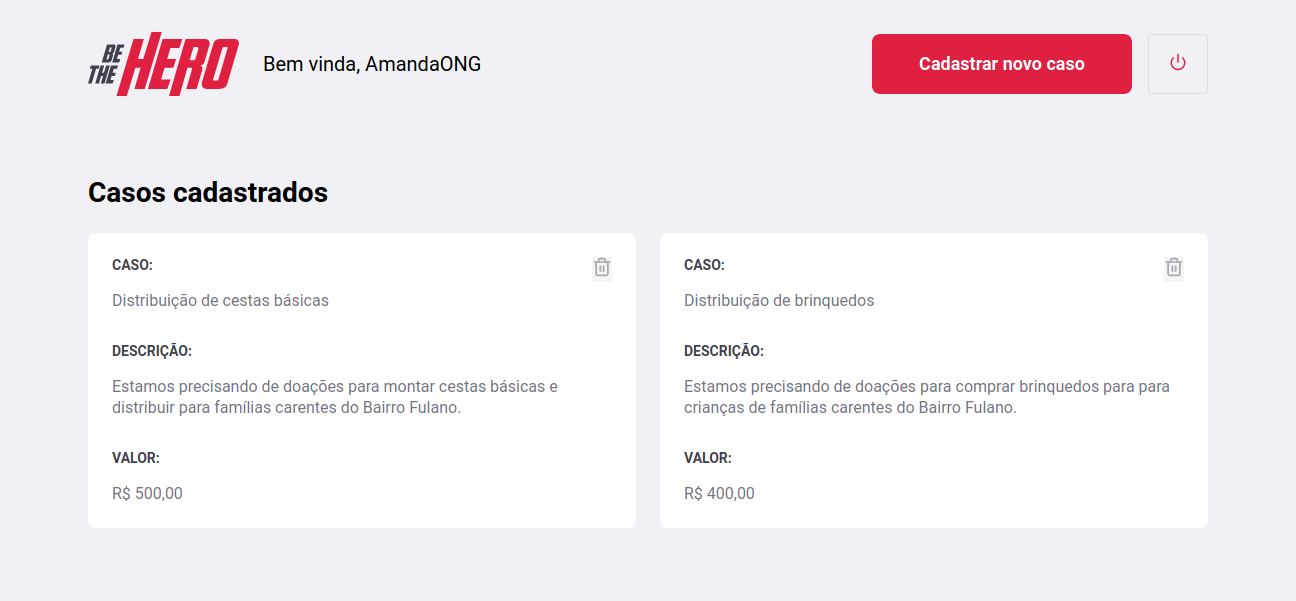 BE
THE
HERO
Bem vinda, AmandaONG
Cadastrar novo caso
Casos cadastrados
CASO:
Distribuição de cestas básicas
DESCRIÇÃO:
Estamos precisando de doações para montar cestas básicas e
distribuir para famílias carentes do Bairro Fulano.
VALOR:
R$ 500,00
CASO:
Distribuição de brinquedos
DESCRIÇÃO:
Estamos precisando de doações para comprar brinquedos para para
crianças de famílias carentes do Bairro Fulano.
VALOR:
R$ 400,00